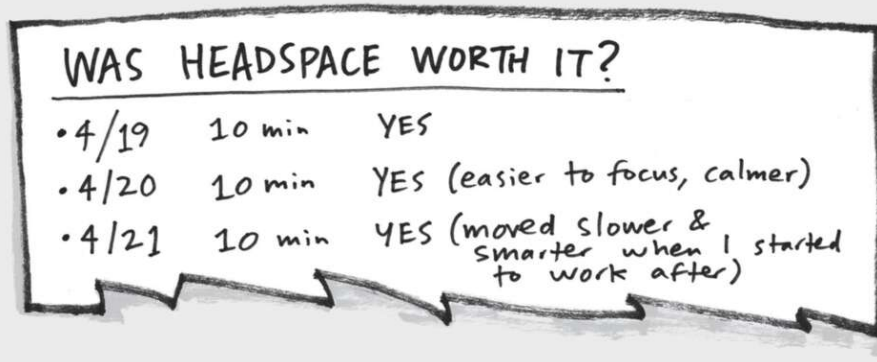 WAS HEADSPACE WORTH IT?
• 4/19 10 min YES
• 4/20 10 min YES (easier to focus, calmer)
• 4/21 10 min YES (moved slower &
smarter when I started
to work after)